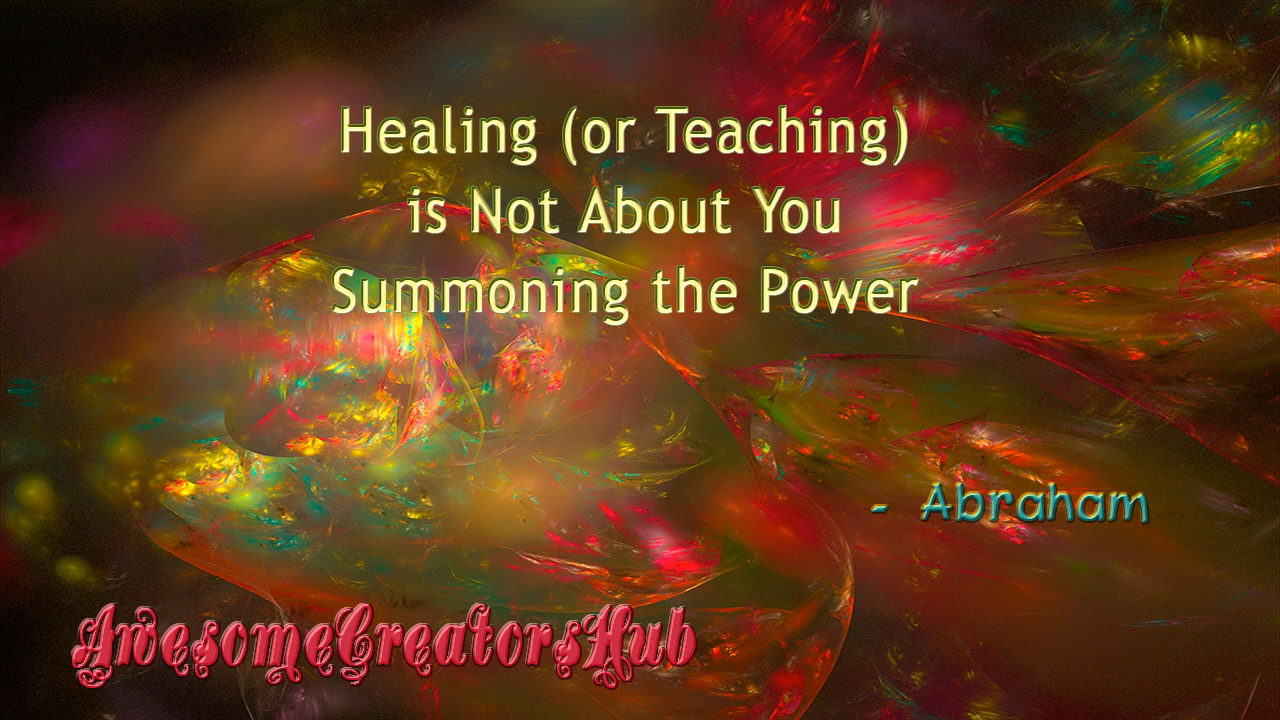 Healing (or Teaching)
is Not About You
Summoning the Power
- Abraham
AwesomeCreatorsHub